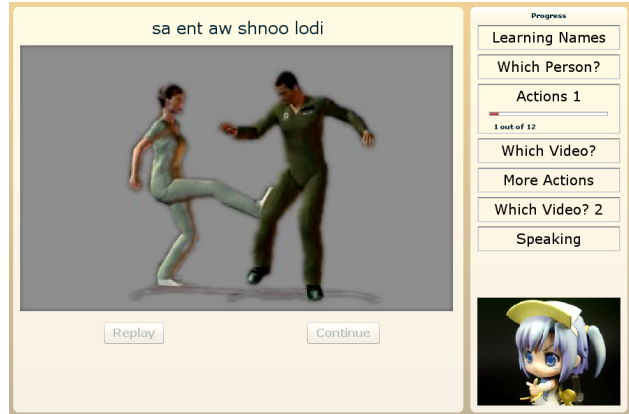 sa ent aw shnoo lodi
Replay
Continue
Progress
Learning Names
Which Person?
Actions 1
1 out of 12
Which Video?
More Actions
Which Video? 2
Speaking